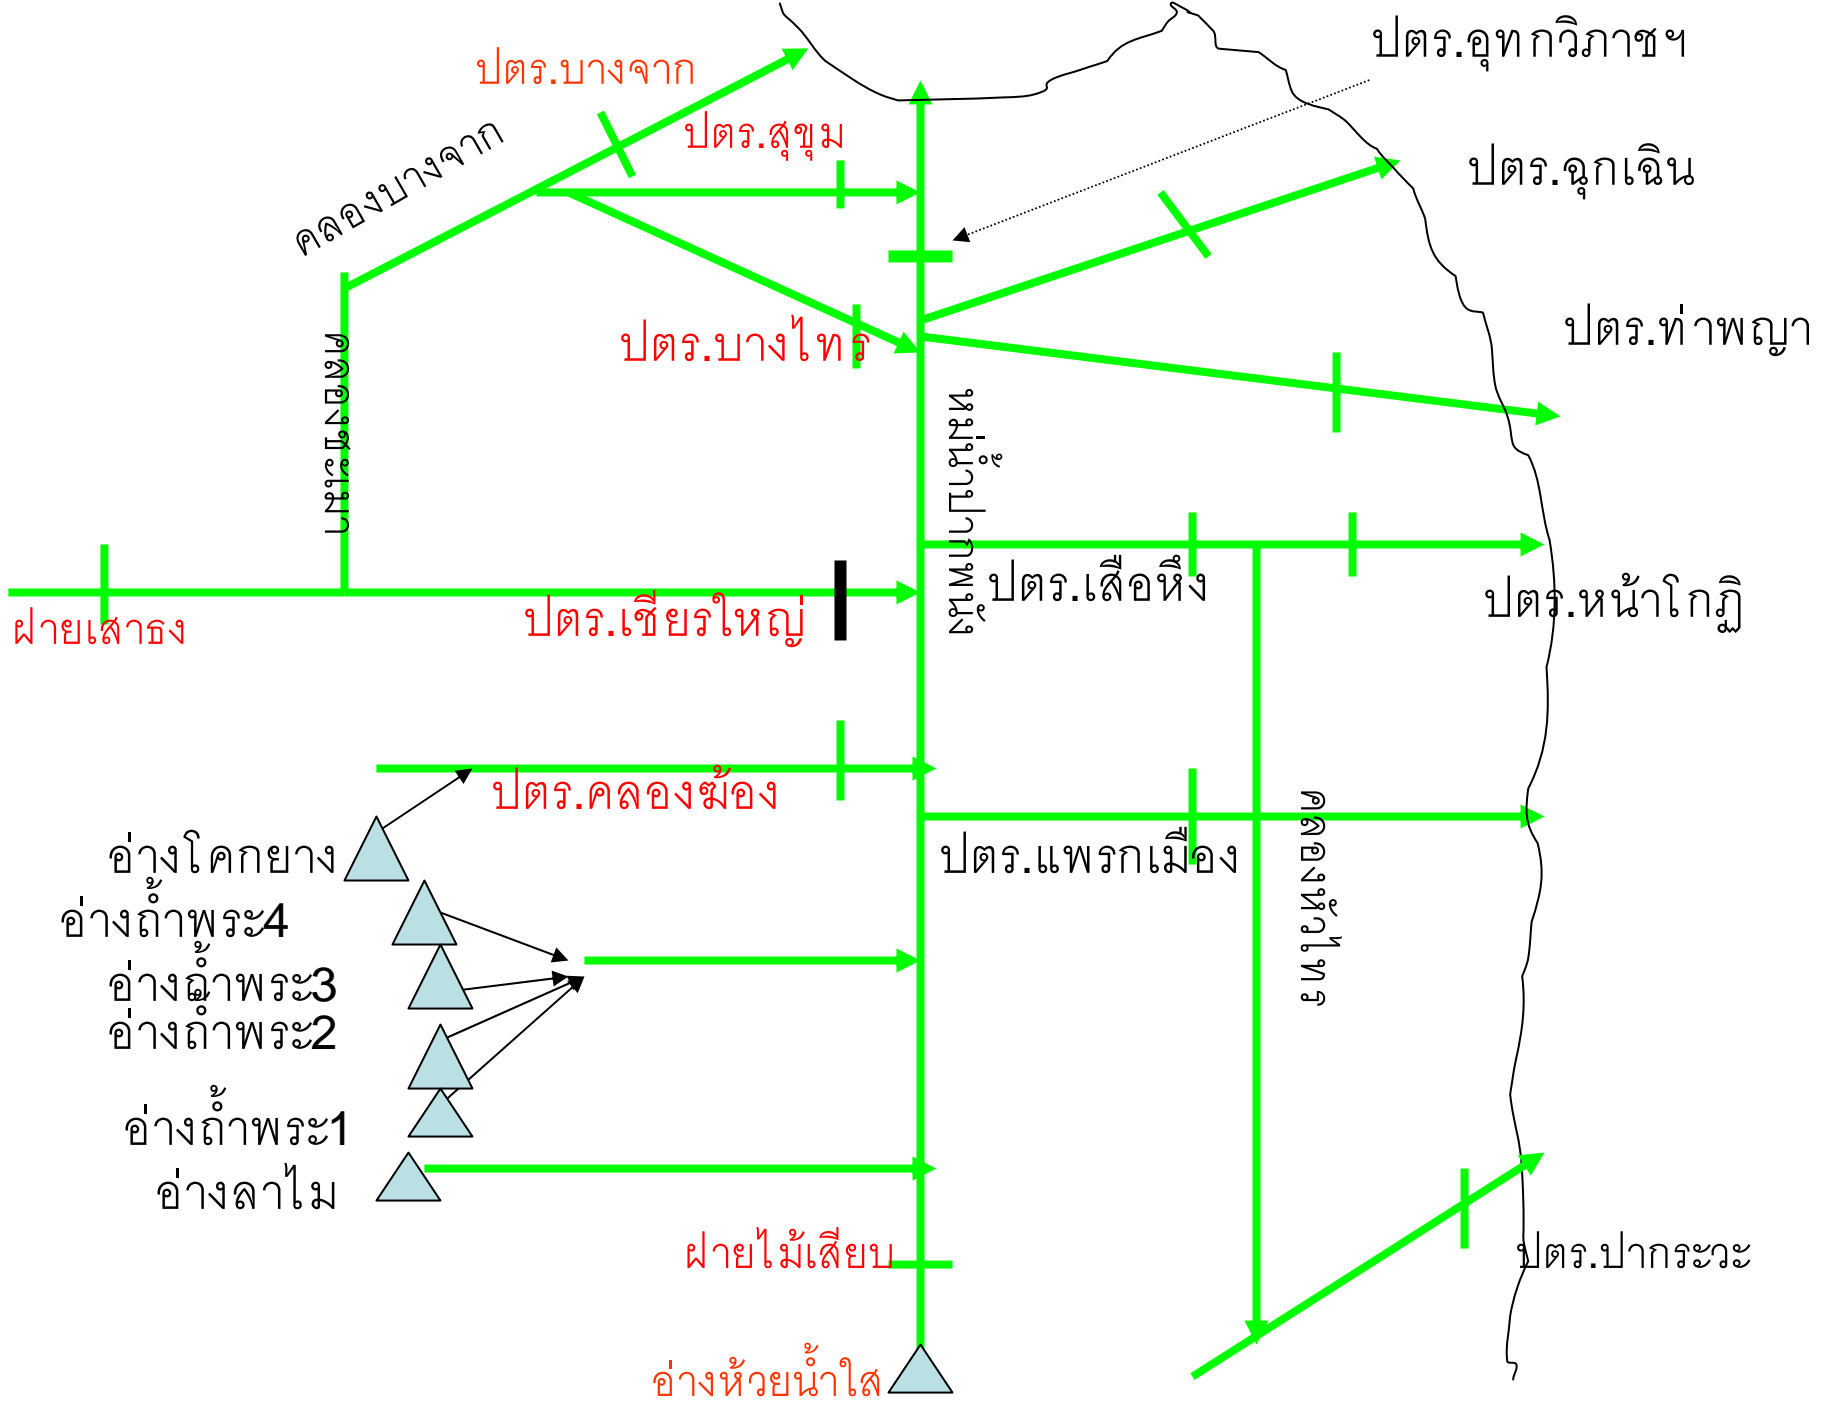 ปตร.อุทกวิภาชฯ
ปตร.บางจาก
ปตร.สุขุม
คลองบางจาก
ปตร.ฉุกเฉิน
ปตร.ท่าพญา
ปตร.บางไทร
คลองชะเมา
หม่น้ำปากพนัง
ปตร.เสือหึง
ปตร.หน้าโกฏิ
ปตร.เชียรใหญ่
ฝายเสาธง
ปตร.คลองฆ้อง
ปตร.แพรกเมือง
คลองหัวไทร
อ่างโคกยาง
อ่างถ้ำพระ4
อ่างถ้ำพระ3
อ่างถ้ำพระ2
อ่างถ้ำพระ1
อ่างลาไม
ฝายไม้เสียบ
ปตร.ปากระวะ
อ่างห้วยน้ำใส